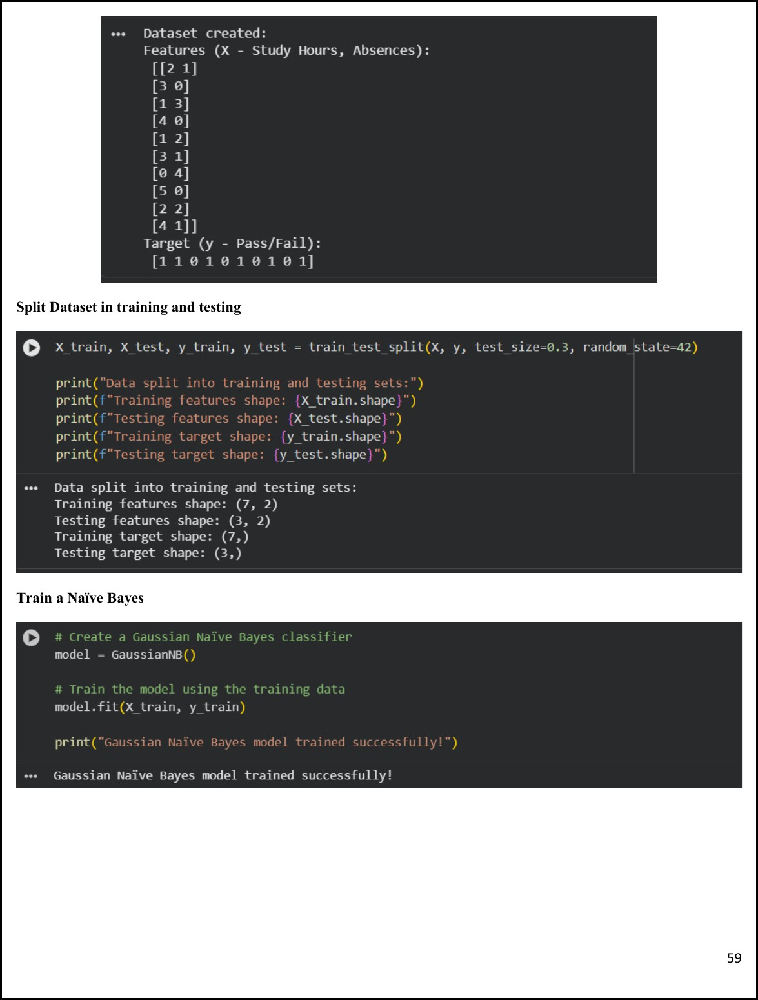 Dataset created:
Features (X - Study Hours, Absences):
[[2 1]
[3 0]
[1 3]
[4 0]
[1 2]
[3 1]
[0 4]
[5 0]
[2 2]
[4 1]]
Target (y - Pass/Fail):
[1 1 0 1 0 1 0 1 0 1]
Split Dataset in training and testing
X_train, X_test, y_train, y_test = train_test_split(X, y, test_size=0.3, random_state=42)
print("Data split into training and testing sets:")
print(f"Training features shape: {X_train.shape}")
print(f"Testing features shape: {X_test.shape}")
print(f"Training target shape: {y_train.shape}")
print(f"Testing target shape: {y_test.shape}")
Data split into training and testing sets:
Training features shape: (7, 2)
Testing features shape: (3, 2)
Training target shape: (7,)
Testing target shape: (3,)
Train a Naïve Bayes
# Create a Gaussian Naïve Bayes classifier
model = GaussianNB()
# Train the model using the training data
model.fit(X_train, y_train)
print("Gaussian Naïve Bayes model trained successfully!")
Gaussian Naïve Bayes model trained successfully!
59